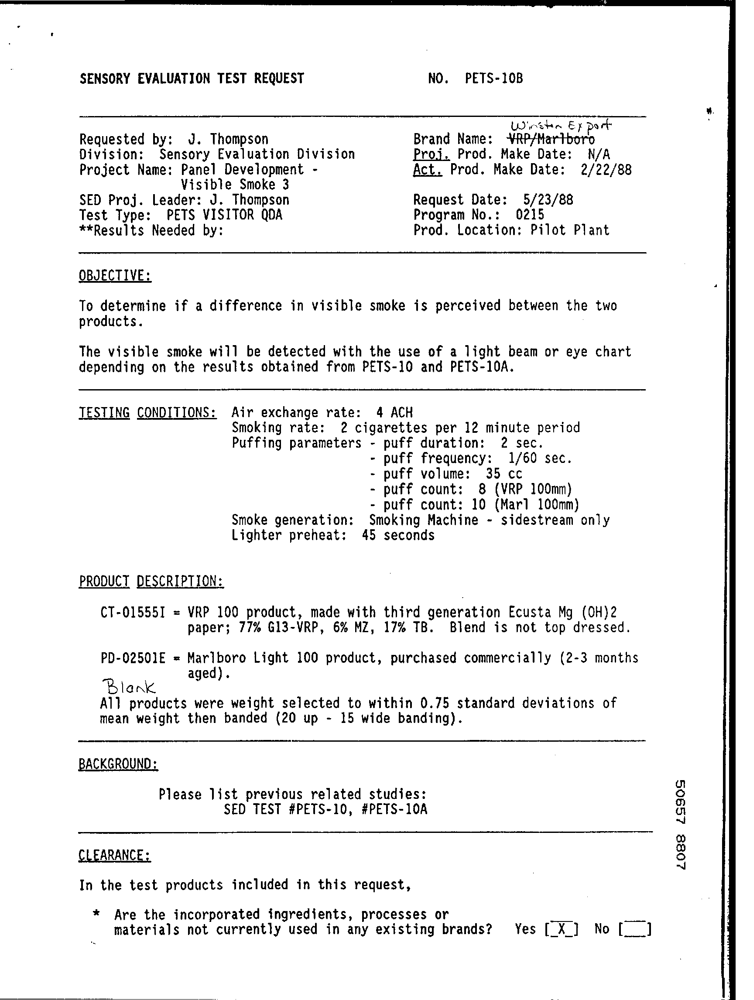 SENSORY EVALUATION TEST REQUEST NO. PETS-10B
Winston Export
Requested by: J. Thompson Brand Name: VRP/Marlboro
Division: Sensory Evaluation Division Proj. Prod. Make Date: N/A
Project Name: Panel Development - Act. Prod. Make Date: 2/22/88
Visible Smoke 3
SED Proj. Leader: J. Thompson Request Date: 5/23/88
Test Type: PETS VISITOR QDA Program No.: 0215
**Results Needed by: Prod. Location: Pilot Plant
OBJECTIVE:
To determine if a difference in visible smoke is perceived between the two
products.
The visible smoke will be detected with the use of a light beam or eye chart
depending on the results obtained from PETS-10 and PETS-10A.
TESTING CONDITIONS: Air exchange rate: 4 ACH
Smoking rate: 2 cigarettes per 12 minute period
Puffing parameters - puff duration: 2 sec.
- puff frequency: 1/60 sec.
- puff volume: 35 cc
- puff count: 8 (VRP 100mm)
- puff count: 10 (Marl 100mm)
Smoke generation: Smoking Machine - sidestream only
Lighter preheat: 45 seconds
PRODUCT DESCRIPTION:
CT-01555I = VRP 100 product, made with third generation Ecusta Mg (OH)2
paper; 77% G13-VRP, 6% MZ, 17% TB. Blend is not top dressed.
PD-02501E = Marlboro Light 100 product, purchased commercially (2-3 months
aged).
Blank
All products were weight selected to within 0.75 standard deviations of
mean weight then banded (20 up - 15 wide banding).
BACKGROUND:
Please list previous related studies:
SED TEST #PETS-10, #PETS-10A
CLEARANCE:
In the test products included in this request,
* Are the incorporated ingredients, processes or
materials not currently used in any existing brands? Yes [ X ] No [ ]
50657 8807